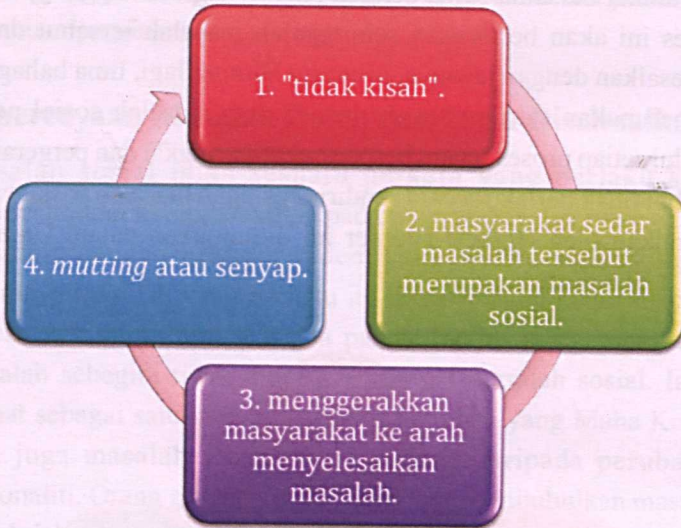 1. "tidak kisah".
2. masyarakat sedar
masalah tersebut
merupakan masalah
sosial.
3. menggerakkan
masyarakat ke arah
menyelesaikan
masalah.
4. mutting atau senyap.